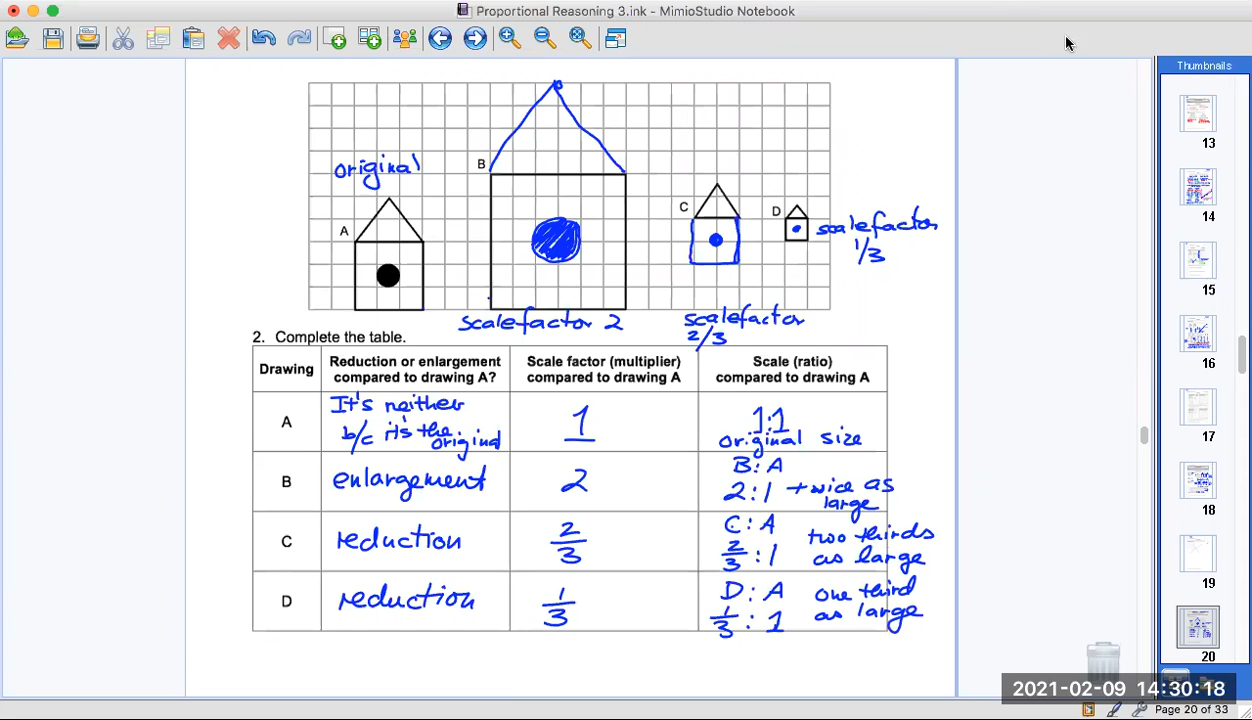 Proportional Reasoning 3.ink - MimioStudio Notebook
Thumbnails
original
A
B
C
D
scalefactor
1/3
scalefactor 2
scalefactor
2/3
2. Complete the table.
Drawing
Reduction or enlargement
compared to drawing A?
Scale factor (multiplier)
compared to drawing A
Scale (ratio)
compared to drawing A
A
It's neither
b/c it's the
original
1
1:1
original size
B
enlargement
2
B:A
2:1 twice as
large
C
reduction
2/3
C:A
2/3 : 1
two thirds
as large
D
reduction
1/3
D:A
1/3 : 1
one third
as large
13
14
15
16
17
18
19
20
2021-02-09 14:30:18
Page 20 of 33